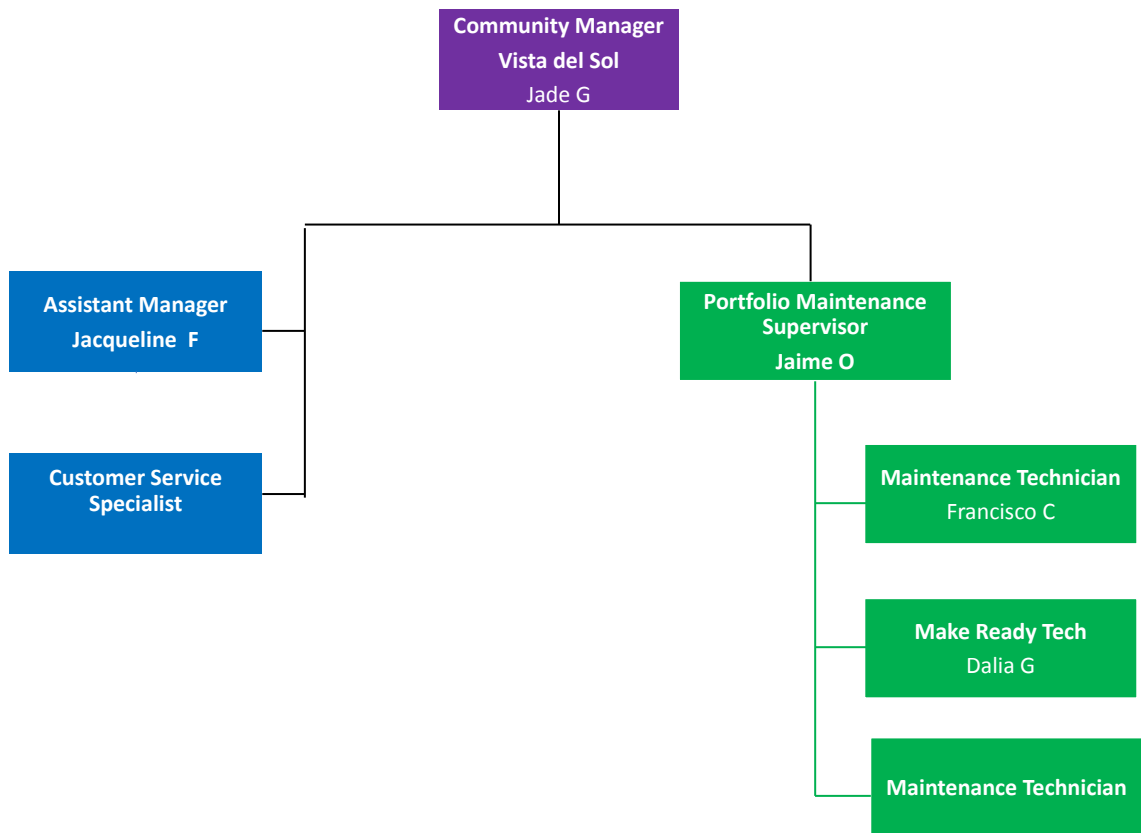 Community Manager
Vista del Sol
Jade G
Assistant Manager
Jacqueline  F
Portfolio Maintenance
Supervisor
Jaime O
Customer Service
Specialist
Maintenance Technician
Francisco C
Make Ready Tech
Dalia G
Maintenance Technician